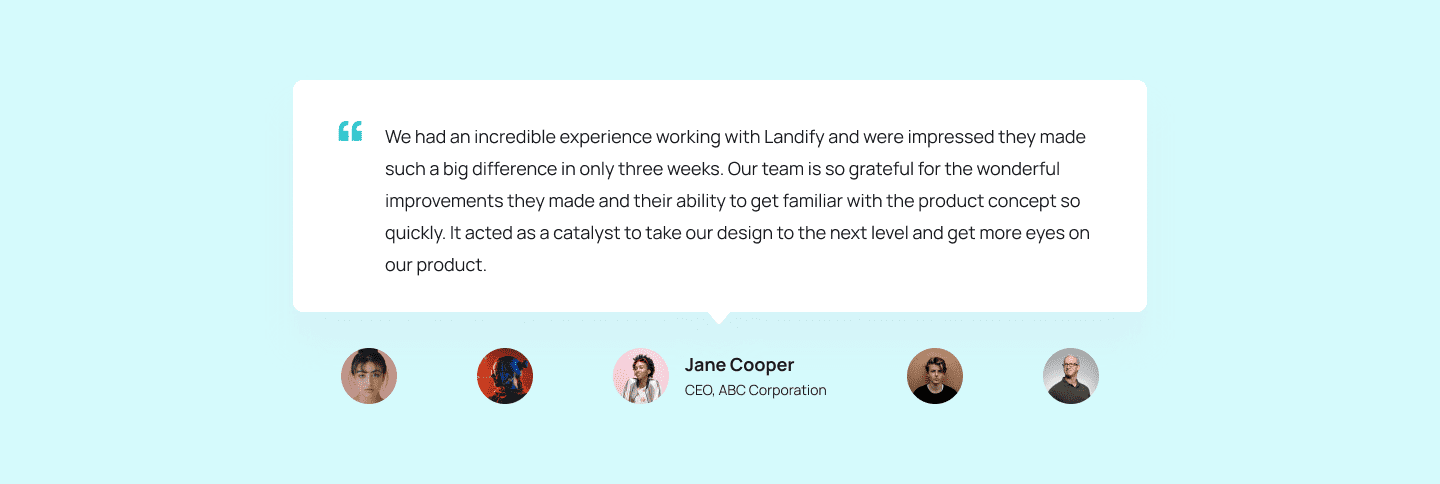 We had an incredible experience working with Landify and were impressed they made
such a big difference in only three weeks. Our team is so grateful for the wonderful
improvements they made and their ability to get familiar with the product concept so
quickly. It acted as a catalyst to take our design to the next level and get more eyes on
our product.
Jane Cooper
CEO, ABC Corporation